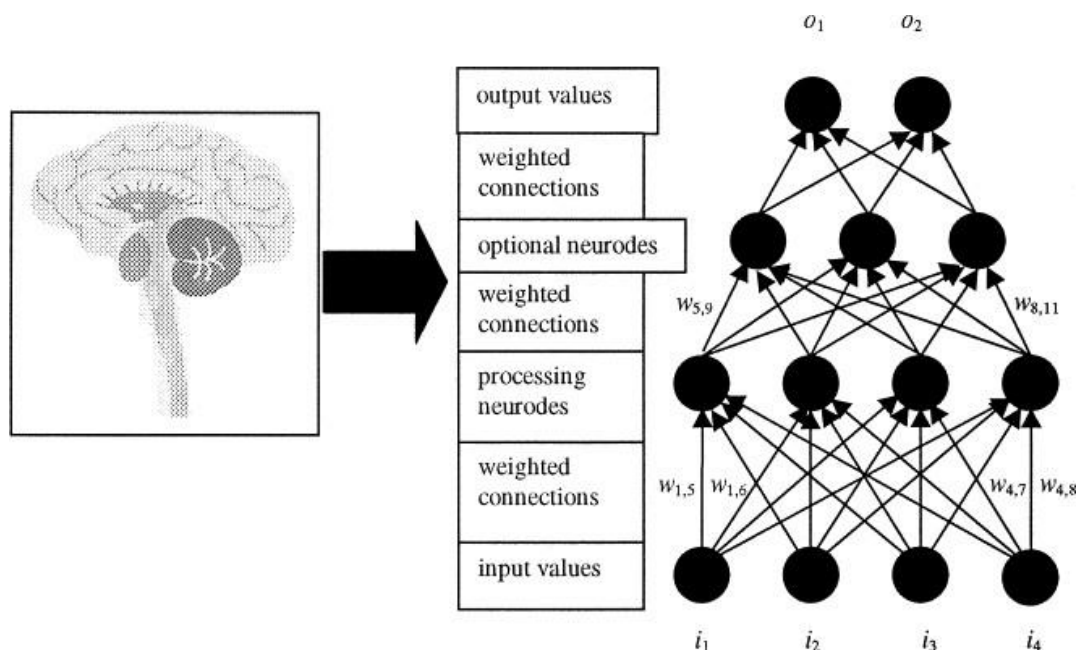 o1 o2
output values
weighted
connections
optional neurodes
weighted
connections
w5,9 w8,11
processing
neurodes
weighted
connections
w1,5 w1,6 w4,7 w4,8
input values
i1 i2 i3 i4